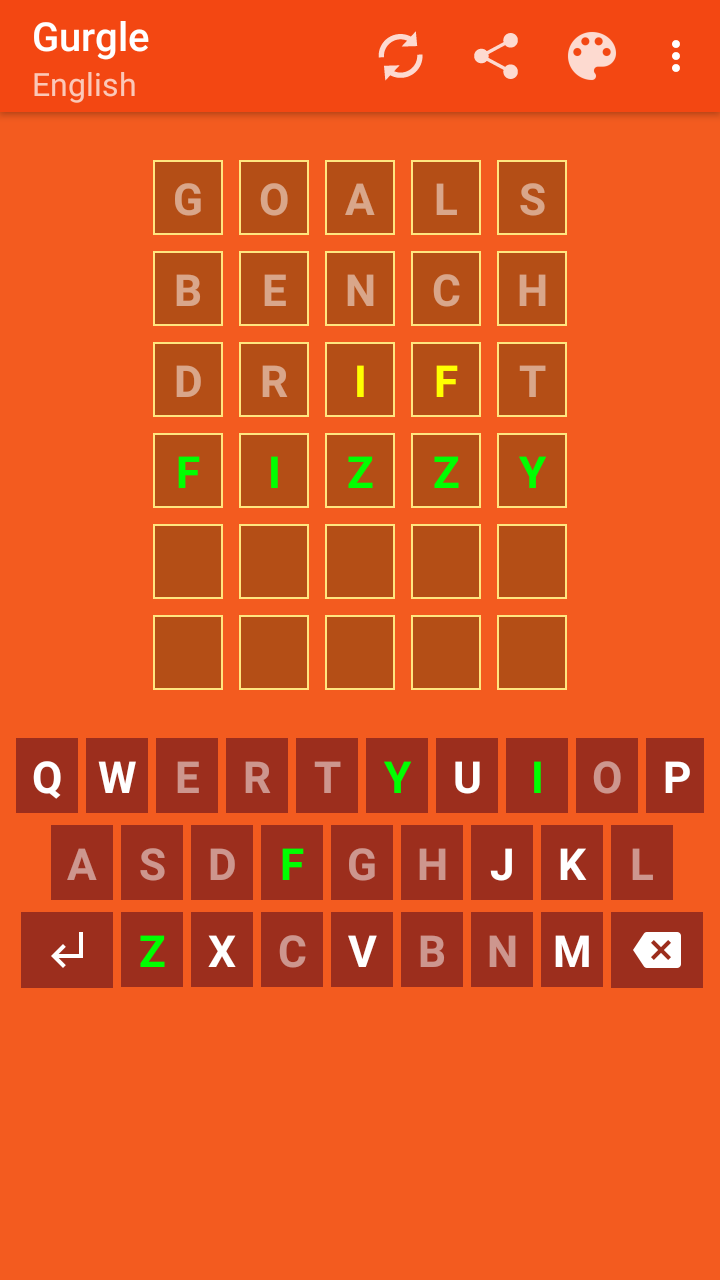 Gurgle
English
G O A L S
B E N C H
D R I F T
F I Z Z Y
Q W E R T Y U I O P
A S D F G H J K L
Z X C V B N M